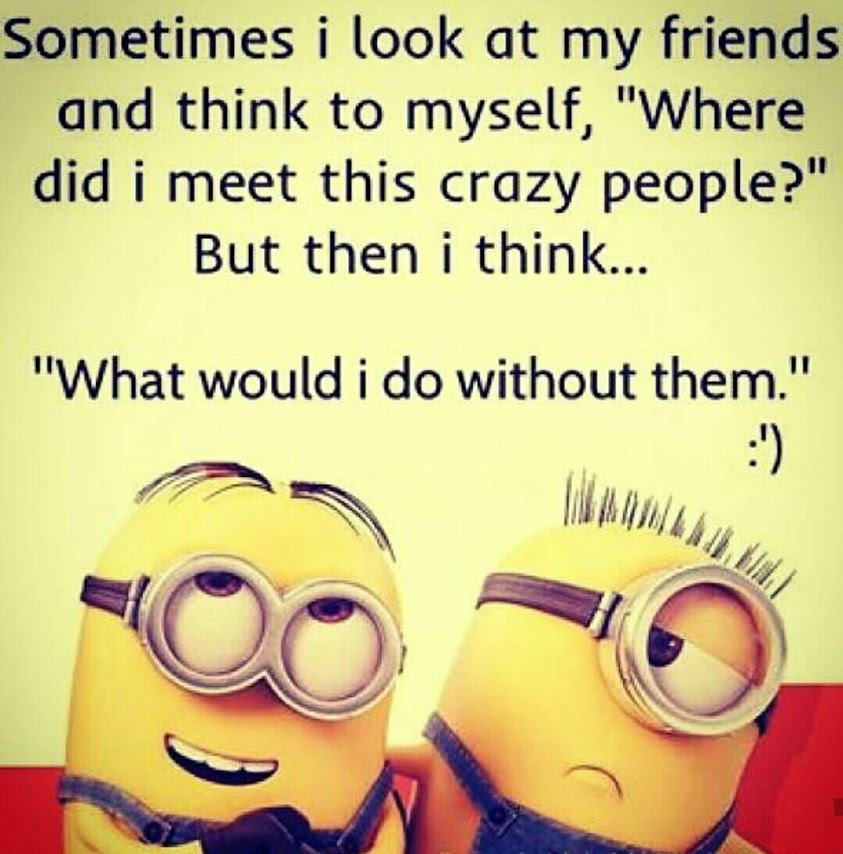 Sometimes i look at my friends
and think to myself, "Where
did i meet this crazy people?"
But then i think...
"What would i do without them."
:')